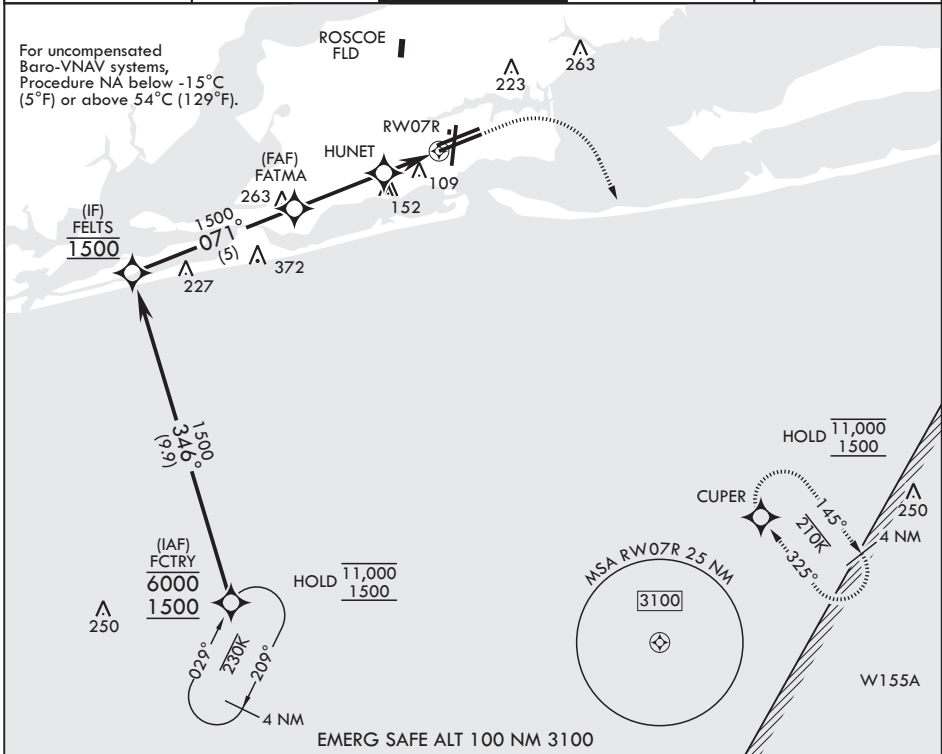 For uncompensated
Baro-VNAV systems,
Procedure NA below -15°C
(5°F) or above 54°C (129°F).
ROSCOE
FLD
263
223
RW07R
HUNET
(FAF)
FATMA
263
109
152
(IF)
FELTS
1500
1500
071°
(5)
372
227
1500
346°
(9.9)
HOLD 11,000
1500
CUPER
145°
210K
325°
4 NM
250
(IAF)
FCTRY
6000
1500
HOLD 11,000
1500
250
029°
230K
209°
4 NM
MSA RW07R 25 NM
3100
W155A
EMERG SAFE ALT 100 NM 3100